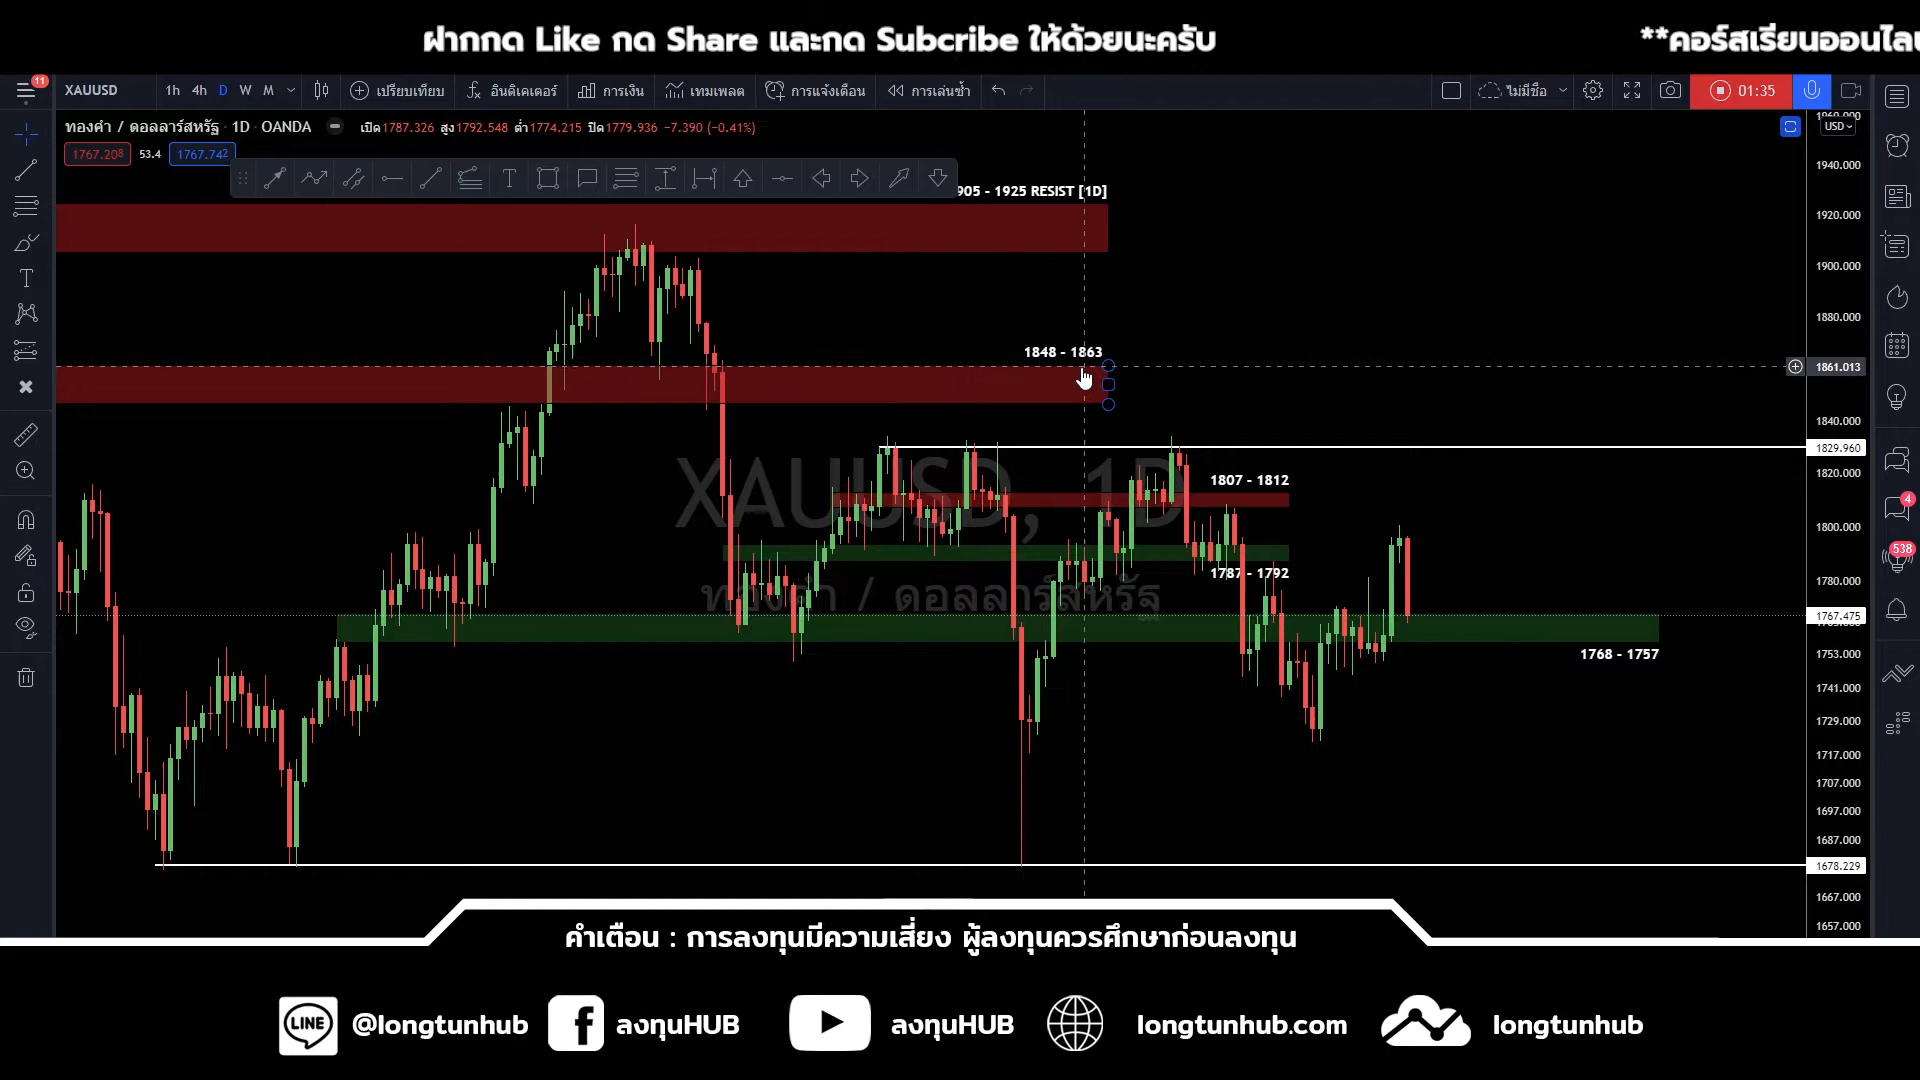 ฝากกด Like กด Share และกด Subcribe ให้ด้วยนะครับ
**คอร์สเรียนออนไลน์
11
XAUUSD
1h 4h D W M
เปรียบเทียบ
อินดิเคเตอร์
การเงิน
เทมเพลต
การแจ้งเตือน
การเล่นซ้ำ
ไม่มีชื่อ
01:35
ทองคำ / ดอลลาร์สหรัฐ · 1D · OANDA
เปิด1787.326 สูง1792.548 ต่ำ1774.215 ปิด1779.936 −7.390 (−0.41%)
1767.208
53.4
1767.742
USD
905 - 1925 RESIST [1D]
1848 - 1863
1807 - 1812
1787 - 1792
1768 - 1757
XAUUSD, 1D
ทองคำ / ดอลลาร์สหรัฐ
1940.000
1920.000
1900.000
1880.000
1861.013
1840.000
1829.960
1820.000
1800.000
1780.000
1767.475
1753.000
1741.000
1729.000
1717.000
1707.000
1697.000
1687.000
1678.229
1667.000
1657.000
4
538
คำเตือน : การลงทุนมีความเสี่ยง ผู้ลงทุนควรศึกษาก่อนลงทุน
LINE @longtunhub
ลงทุนHUB
ลงทุนHUB
longtunhub.com
longtunhub